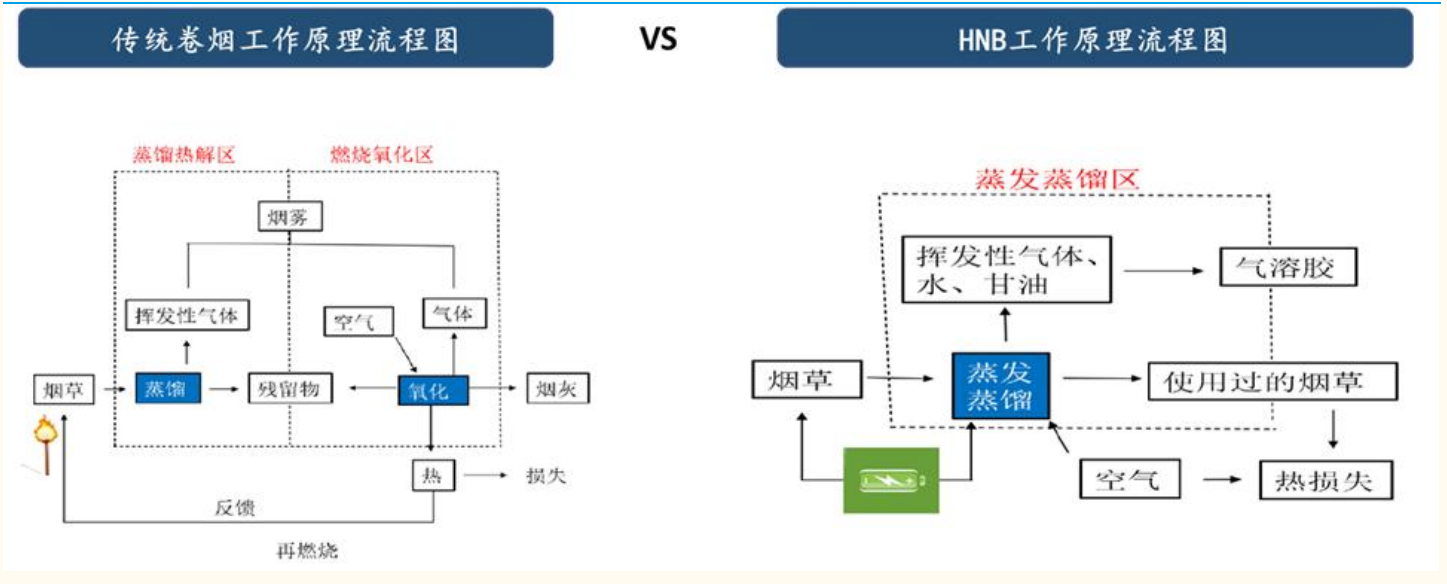 传统卷烟工作原理流程图
VS
HNB工作原理流程图
蒸馏热解区
燃烧氧化区
烟雾
挥发性气体
空气
气体
烟草
蒸馏
残留物
氧化
烟灰
热
损失
反馈
再燃烧
蒸发蒸馏区
挥发性气体、
水、甘油
气溶胶
烟草
蒸发
蒸馏
使用过的烟草
空气
热损失